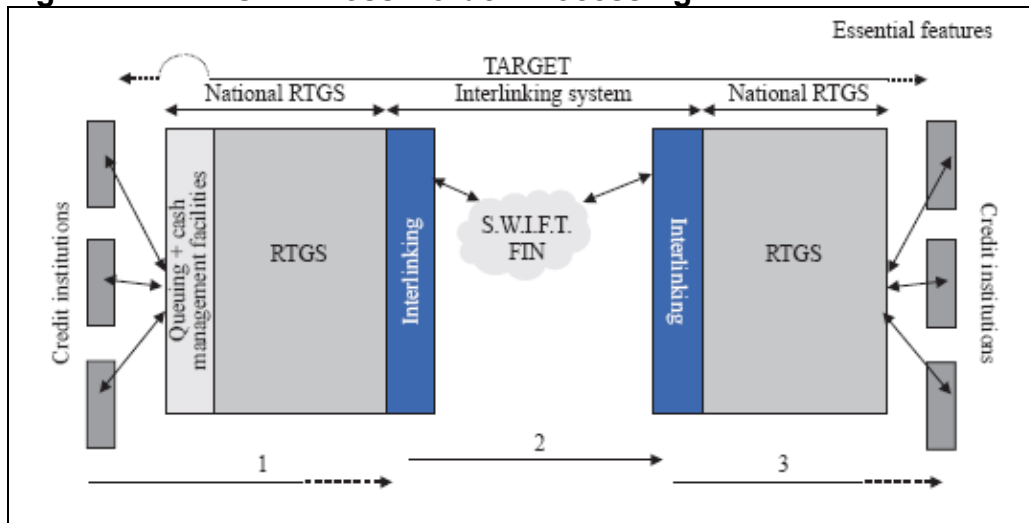 Essential features
TARGET
National RTGS
Interlinking system
National RTGS
Credit institutions
Queuing + cash
management facilities
RTGS
Interlinking
S.W.I.F.T.
FIN
Interlinking
RTGS
Credit institutions
1
2
3